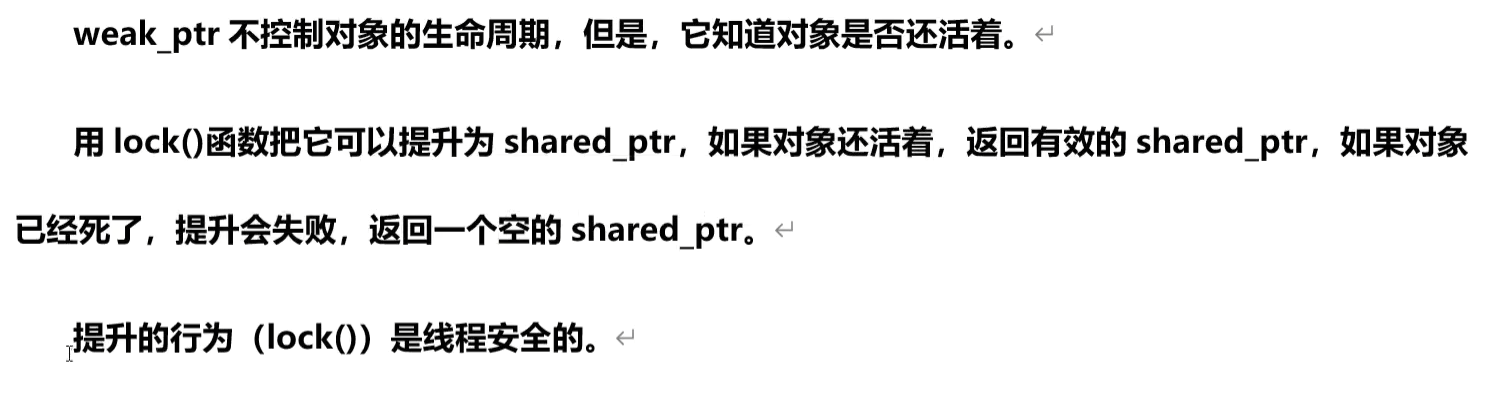 weak_ptr 不控制对象的生命周期，但是，它知道对象是否还活着。↵
用 lock()函数把它可以提升为 shared_ptr，如果对象还活着，返回有效的 shared_ptr，如果对象
已经死了，提升会失败，返回一个空的 shared_ptr。↵
提升的行为（lock()）是线程安全的。↵